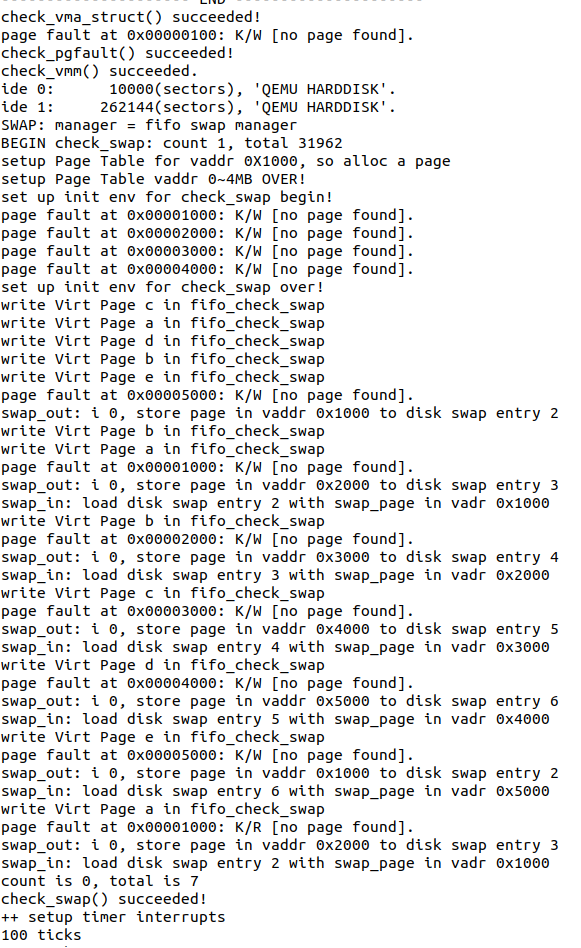 --------------------- END ---------------------
check_vma_struct() succeeded!
page fault at 0x00000100: K/W [no page found].
check_pgfault() succeeded!
check_vmm() succeeded.
ide 0:      10000(sectors), 'QEMU HARDDISK'.
ide 1:     262144(sectors), 'QEMU HARDDISK'.
SWAP: manager = fifo swap manager
BEGIN check_swap: count 1, total 31962
setup Page Table for vaddr 0X1000, so alloc a page
setup Page Table vaddr 0~4MB OVER!
set up init env for check_swap begin!
page fault at 0x00001000: K/W [no page found].
page fault at 0x00002000: K/W [no page found].
page fault at 0x00003000: K/W [no page found].
page fault at 0x00004000: K/W [no page found].
set up init env for check_swap over!
write Virt Page c in fifo_check_swap
write Virt Page a in fifo_check_swap
write Virt Page d in fifo_check_swap
write Virt Page b in fifo_check_swap
write Virt Page e in fifo_check_swap
page fault at 0x00005000: K/W [no page found].
swap_out: i 0, store page in vaddr 0x1000 to disk swap entry 2
write Virt Page b in fifo_check_swap
write Virt Page a in fifo_check_swap
page fault at 0x00001000: K/W [no page found].
swap_out: i 0, store page in vaddr 0x2000 to disk swap entry 3
swap_in: load disk swap entry 2 with swap_page in vadr 0x1000
write Virt Page b in fifo_check_swap
page fault at 0x00002000: K/W [no page found].
swap_out: i 0, store page in vaddr 0x3000 to disk swap entry 4
swap_in: load disk swap entry 3 with swap_page in vadr 0x2000
write Virt Page c in fifo_check_swap
page fault at 0x00003000: K/W [no page found].
swap_out: i 0, store page in vaddr 0x4000 to disk swap entry 5
swap_in: load disk swap entry 4 with swap_page in vadr 0x3000
write Virt Page d in fifo_check_swap
page fault at 0x00004000: K/W [no page found].
swap_out: i 0, store page in vaddr 0x5000 to disk swap entry 6
swap_in: load disk swap entry 5 with swap_page in vadr 0x4000
write Virt Page e in fifo_check_swap
page fault at 0x00005000: K/W [no page found].
swap_out: i 0, store page in vaddr 0x1000 to disk swap entry 2
swap_in: load disk swap entry 6 with swap_page in vadr 0x5000
write Virt Page a in fifo_check_swap
page fault at 0x00001000: K/R [no page found].
swap_out: i 0, store page in vaddr 0x2000 to disk swap entry 3
swap_in: load disk swap entry 2 with swap_page in vadr 0x1000
count is 0, total is 7
check_swap() succeeded!
++ setup timer interrupts
100 ticks